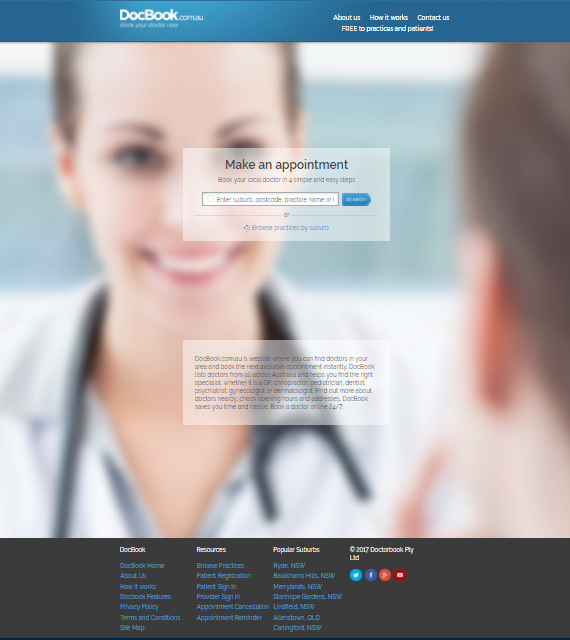 DocBook.com.au
Book your doctor now
About us How it works Contact us
FREE to practices and patients!
Make an appointment
Book your local doctor in 4 simple and easy steps
Enter suburb, postcode, practice name or
SEARCH
or
Browse practices by suburb
DocBook.com.au is website where you can find doctors in your
area and book the next available appointment instantly. DocBook
lists doctors from all across Australia and helps you find the right
specialist, whether it is a GP, chiropractor, pediatrician, dentist,
psychiatrist, gynecologist or dermatologist. Find out more about
doctors nearby, check opening hours and addresses. DocBook
saves you time and hassle. Book a doctor online 24/7.
DocBook
DocBook Home
About Us
How it works
Docbook Features
Privacy Policy
Terms and Conditions
Site Map
Resources
Browse Practices
Patient Registration
Patient Sign In
Provider Sign In
Appointment Cancellation
Appointment Reminder
Popular Suburbs
Ryde, NSW
Baulkhams Hills, NSW
Merrylands, NSW
Stanhope Gardens, NSW
Lindfield, NSW
Allenstown, QLD
Carlingford, NSW
© 2017 Doctorbook Pty
Ltd